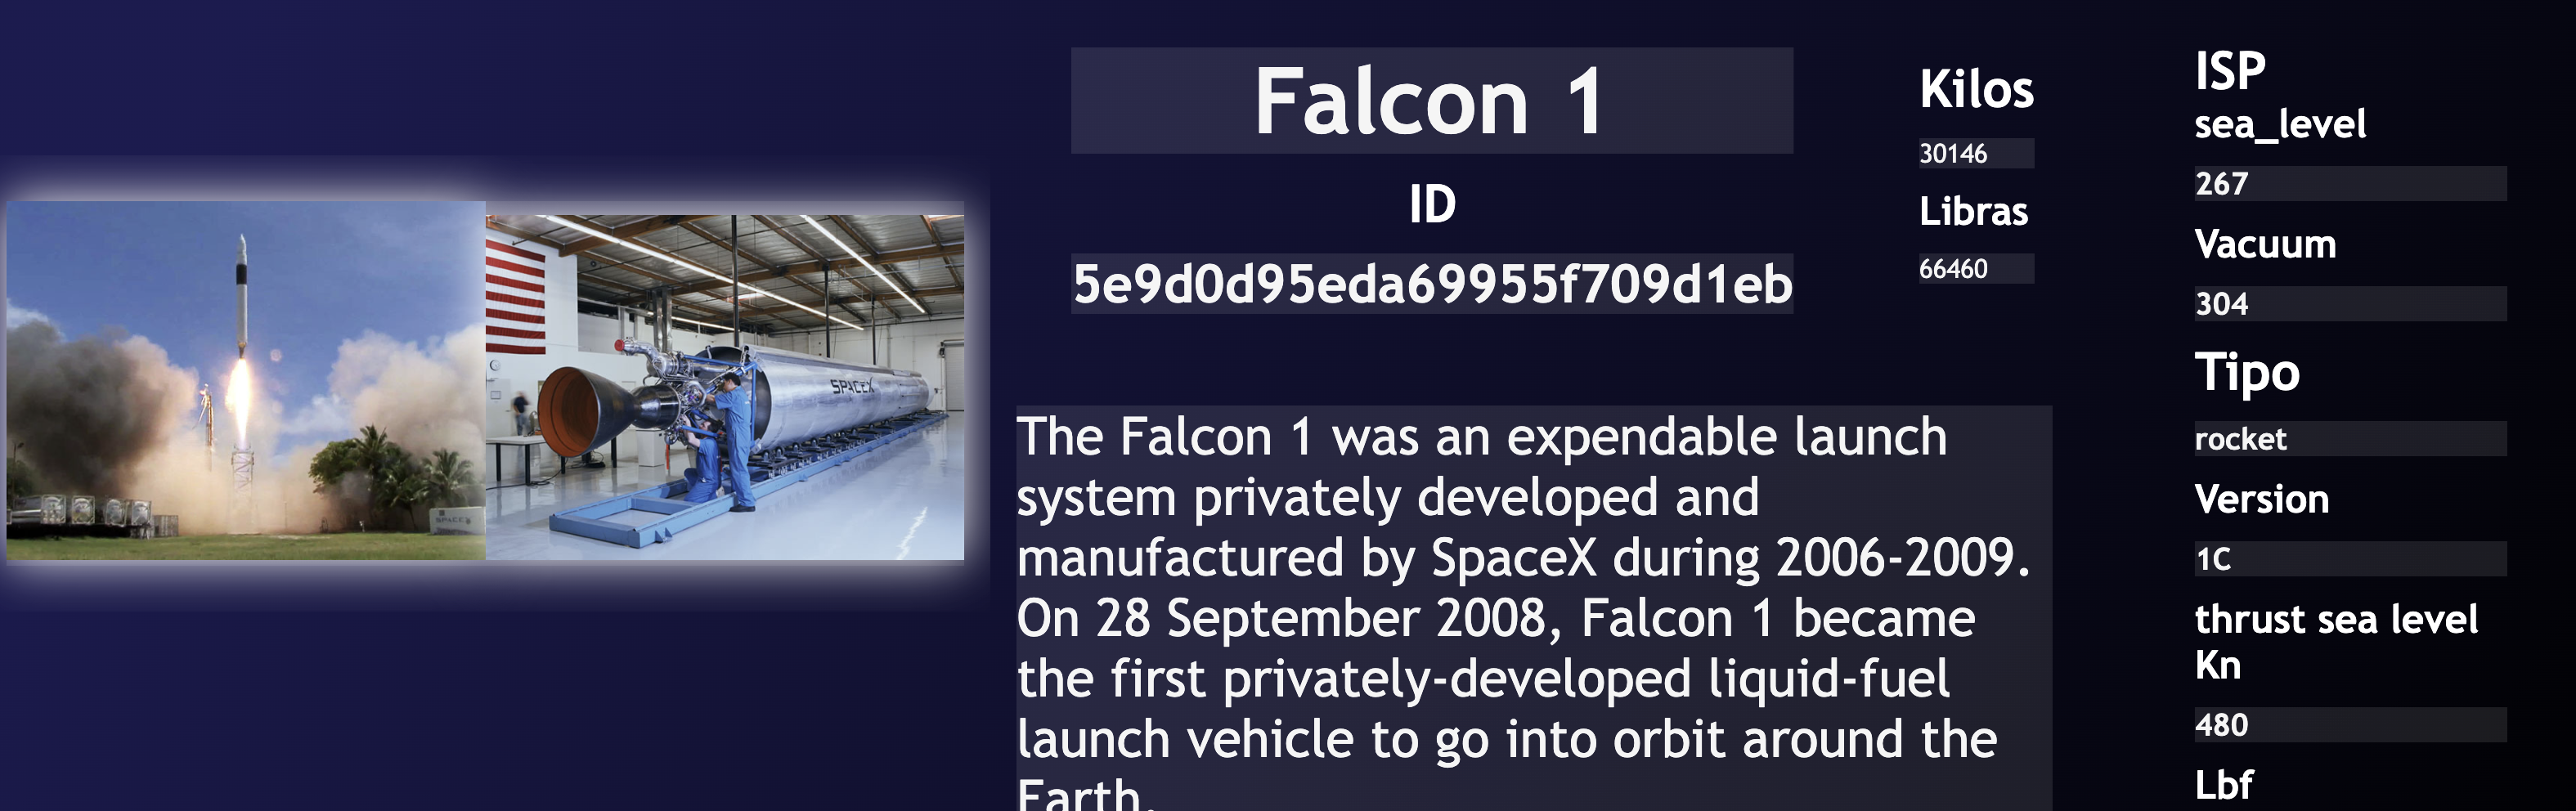 Falcon 1
ID
5e9d0d95eda69955f709d1eb
Kilos
30146
Libras
66460
The Falcon 1 was an expendable launch
system privately developed and
manufactured by SpaceX during 2006-2009.
On 28 September 2008, Falcon 1 became
the first privately-developed liquid-fuel
launch vehicle to go into orbit around the
Earth.
ISP
sea_level
267
Vacuum
304
Tipo
rocket
Version
1C
thrust sea level
Kn
480
Lbf
SPACEX
SPACEX